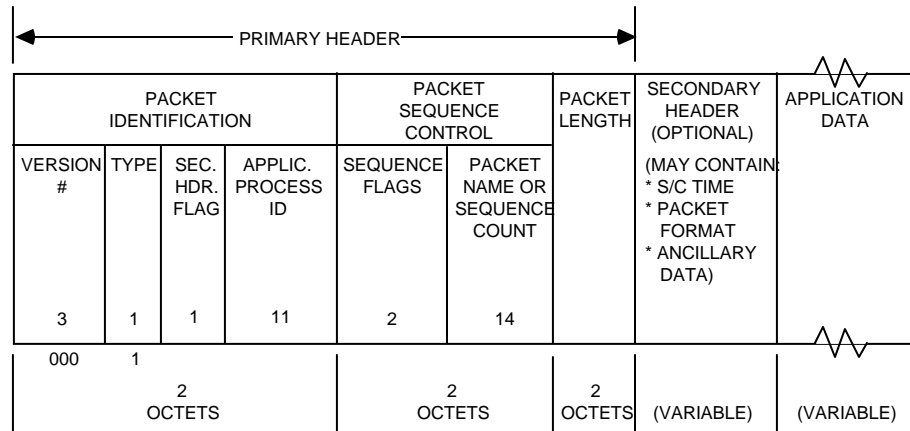 PRIMARY HEADER
PACKET
IDENTIFICATION
PACKET
SEQUENCE
CONTROL
PACKET
LENGTH
SECONDARY
HEADER
(OPTIONAL)
APPLICATION
DATA
VERSION
#
TYPE
SEC.
HDR.
FLAG
APPLIC.
PROCESS
ID
SEQUENCE
FLAGS
PACKET
NAME OR
SEQUENCE
COUNT
(MAY CONTAIN:
* S/C TIME
* PACKET
FORMAT
* ANCILLARY
DATA)
3
1
1
11
2
14
000
1
2
OCTETS
2
OCTETS
2
OCTETS
(VARIABLE)
(VARIABLE)